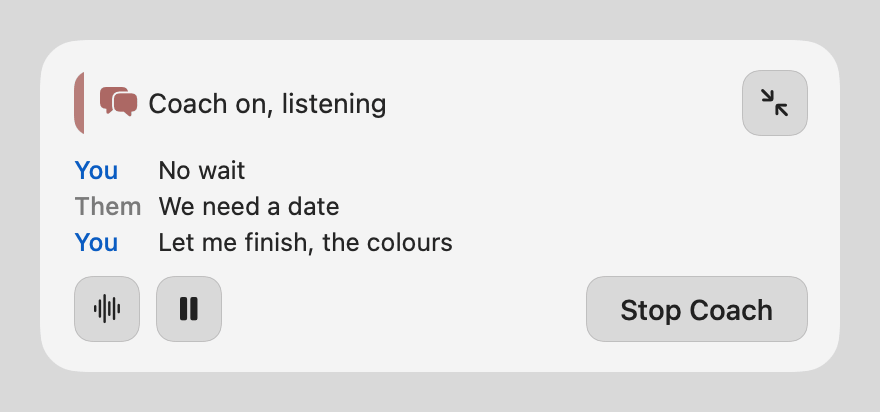 Coach on, listening
You No wait
Them We need a date
You Let me finish, the colours
Stop Coach